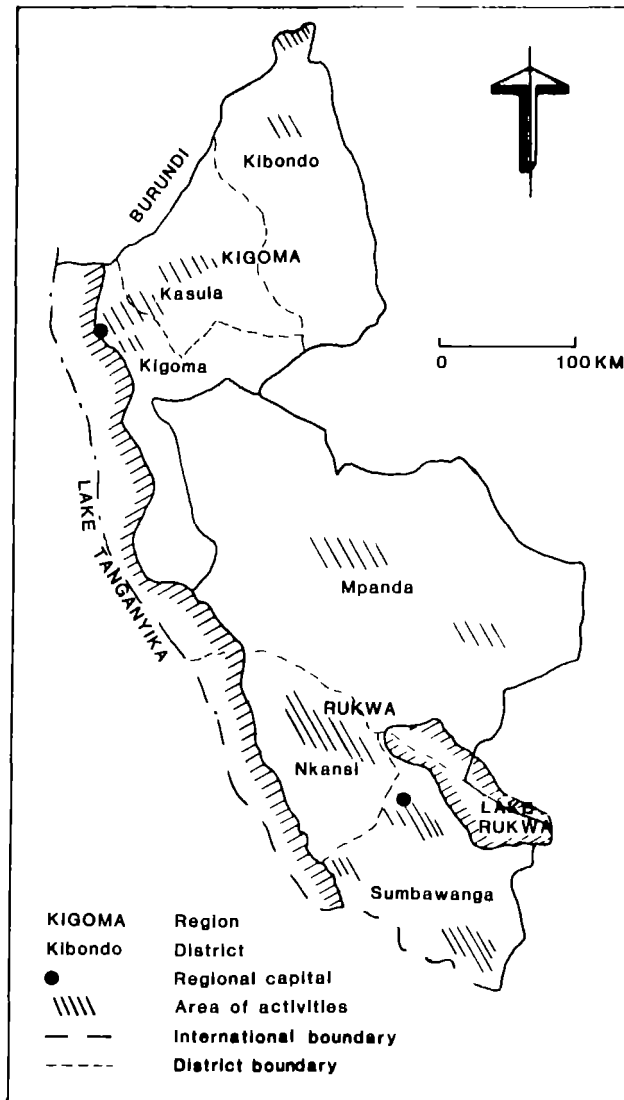 BURUNDI
Kibondo
KIGOMA
Kasula
Kigoma
0 100 KM
LAKE TANGANYIKA
Mpanda
RUKWA
Nkansi
LAKE
RUKWA
Sumbawanga
KIGOMA Region
Kibondo District
Regional capital
Area of activities
International boundary
District boundary